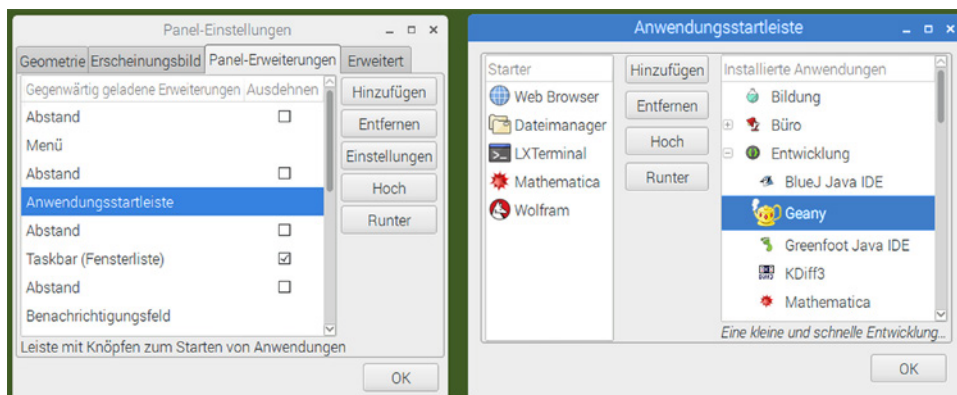 Panel-Einstellungen
Geometrie Erscheinungsbild Panel-Erweiterungen Erweitert
Gegenwärtig geladene Erweiterungen Ausdehnen
Abstand
Menü
Abstand
Anwendungsstartleiste
Abstand
Taskbar (Fensterliste)
Abstand
Benachrichtigungsfeld
Hinzufügen
Entfernen
Einstellungen
Hoch
Runter
Leiste mit Knöpfen zum Starten von Anwendungen
OK
Anwendungsstartleiste
Starter
Web Browser
Dateimanager
LXTerminal
Mathematica
Wolfram
Hinzufügen
Entfernen
Hoch
Runter
Installierte Anwendungen
Bildung
Büro
Entwicklung
BlueJ Java IDE
Geany
Greenfoot Java IDE
KDiff3
Mathematica
Eine kleine und schnelle Entwicklung...
OK